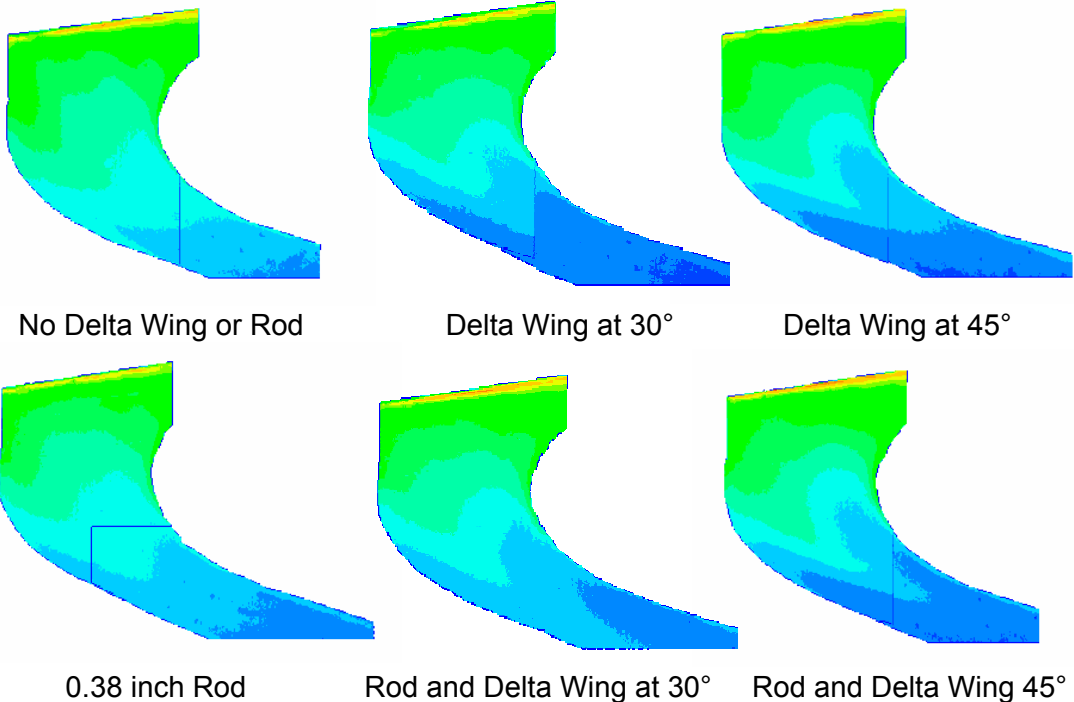 No Delta Wing or Rod
Delta Wing at 30°
Delta Wing at 45°
0.38 inch Rod
Rod and Delta Wing at 30°
Rod and Delta Wing 45°